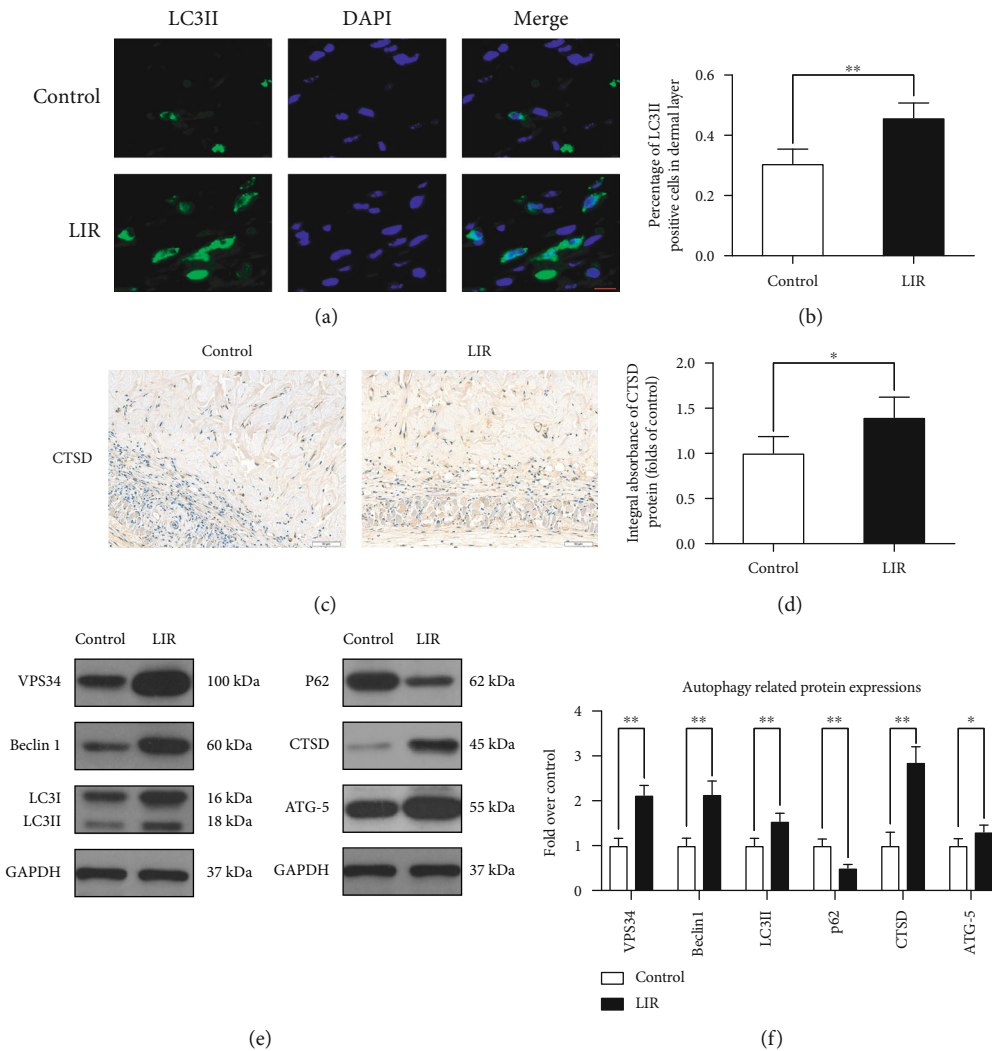 LC3II DAPI Merge
Control
LIR
(a)
Percentage of LC3II
positive cells in dermal layer
0.6
0.4
0.2
0.0
**
Control LIR
(b)
Control LIR
CTSD
(c)
Integral absorbance of CTSD
protein (folds of control)
2.0
1.5
1.0
0.5
0.0
*
Control LIR
(d)
Control LIR
VPS34 100 kDa
Beclin 1 60 kDa
LC3I 16 kDa
LC3II 18 kDa
GAPDH 37 kDa
Control LIR
P62 62 kDa
CTSD 45 kDa
ATG-5 55 kDa
GAPDH 37 kDa
(e)
Autophagy related protein expressions
Fold over control
4
3
2
1
0
** ** ** ** ** *
VPS34 Beclin1 LC3II p62 CTSD ATG-5
Control
LIR
(f)